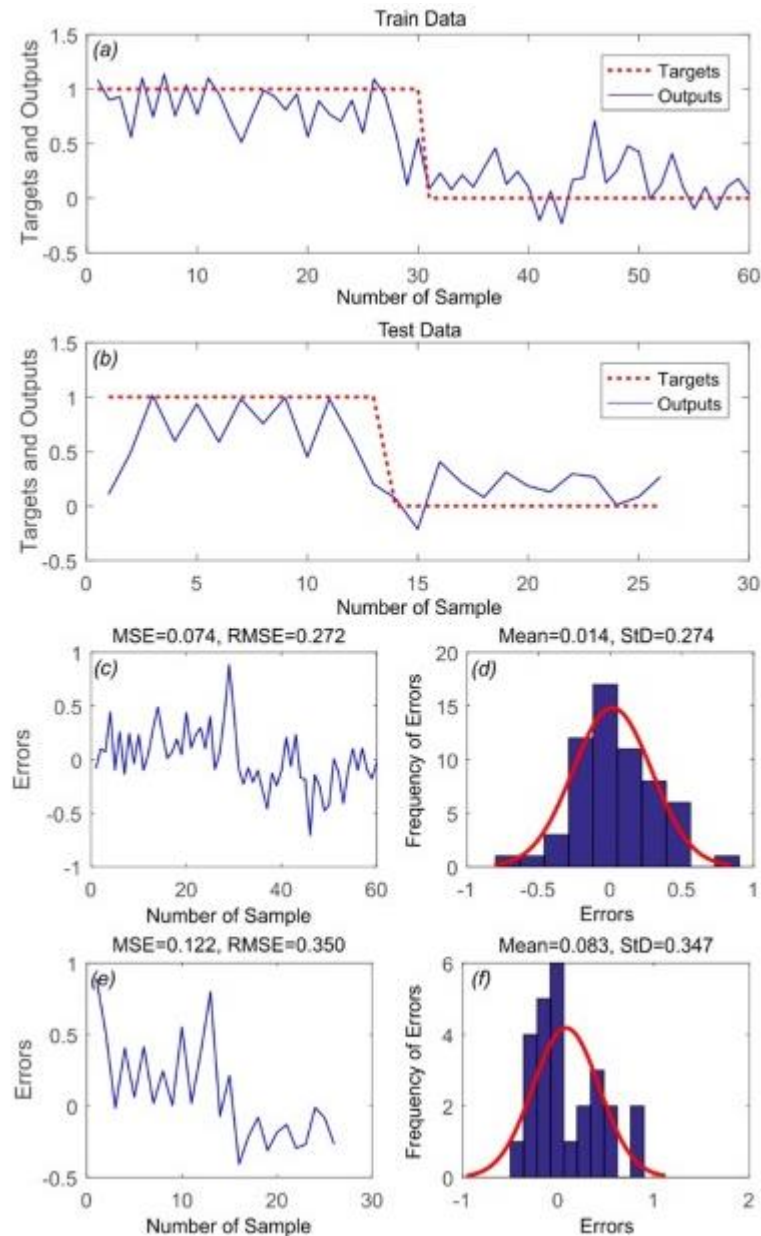 Train Data
(a)
Targets
Outputs
Targets and Outputs
1.5
1
0.5
0
-0.5
0 10 20 30 40 50 60
Number of Sample
Test Data
(b)
Targets
Outputs
Targets and Outputs
1.5
1
0.5
0
-0.5
0 5 10 15 20 25 30
Number of Sample
MSE=0.074, RMSE=0.272
(c)
Errors
1
0.5
0
-0.5
-1
0 20 40 60
Number of Sample
Mean=0.014, StD=0.274
(d)
Frequency of Errors
20
15
10
5
0
-1 -0.5 0 0.5 1
Errors
MSE=0.122, RMSE=0.350
(e)
Errors
1
0.5
0
-0.5
0 10 20 30
Number of Sample
Mean=0.083, StD=0.347
(f)
Frequency of Errors
6
4
2
0
-1 0 1 2
Errors